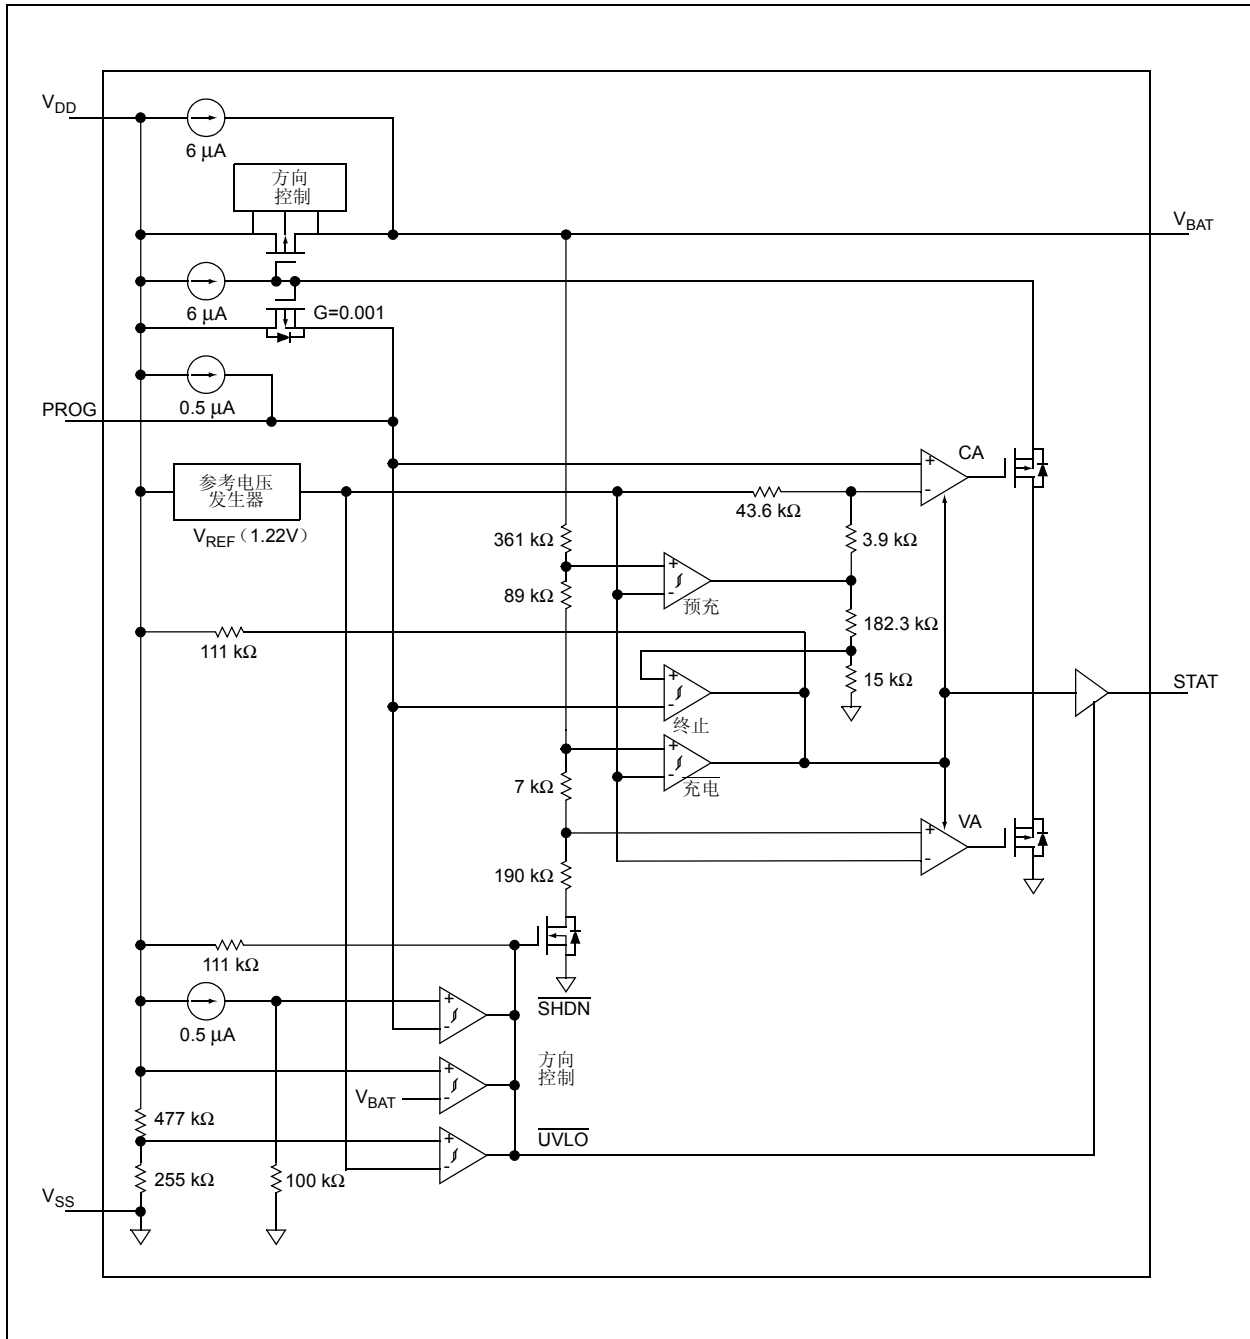 VDD
6 μA
方向
控制
VBAT
6 μA
G=0.001
0.5 μA
PROG
CA
+
-
参考电压
发生器
43.6 kΩ
VREF（1.22V）
361 kΩ
3.9 kΩ
+
-
89 kΩ
预充
182.3 kΩ
111 kΩ
+
-
15 kΩ
STAT
终止
+
-
7 kΩ
充电
VA
+
-
190 kΩ
111 kΩ
SHDN
+
-
0.5 μA
方向
控制
+
-
VBAT
477 kΩ
UVLO
+
-
255 kΩ
100 kΩ
VSS